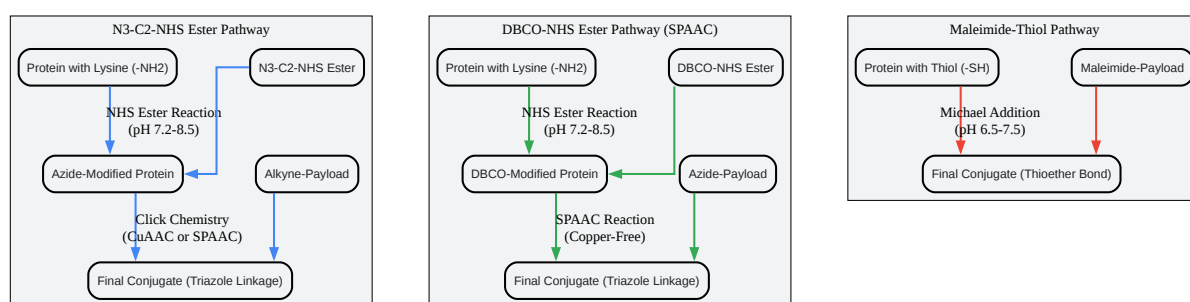 N3-C2-NHS Ester Pathway
Protein with Lysine (-NH2)
N3-C2-NHS Ester
NHS Ester Reaction
(pH 7.2-8.5)
Azide-Modified Protein
Alkyne-Payload
Click Chemistry
(CuAAC or SPAAC)
Final Conjugate (Triazole Linkage)
DBCO-NHS Ester Pathway (SPAAC)
Protein with Lysine (-NH2)
DBCO-NHS Ester
NHS Ester Reaction
(pH 7.2-8.5)
DBCO-Modified Protein
Azide-Payload
SPAAC Reaction
(Copper-Free)
Final Conjugate (Triazole Linkage)
Maleimide-Thiol Pathway
Protein with Thiol (-SH)
Maleimide-Payload
Michael Addition
(pH 6.5-7.5)
Final Conjugate (Thioether Bond)